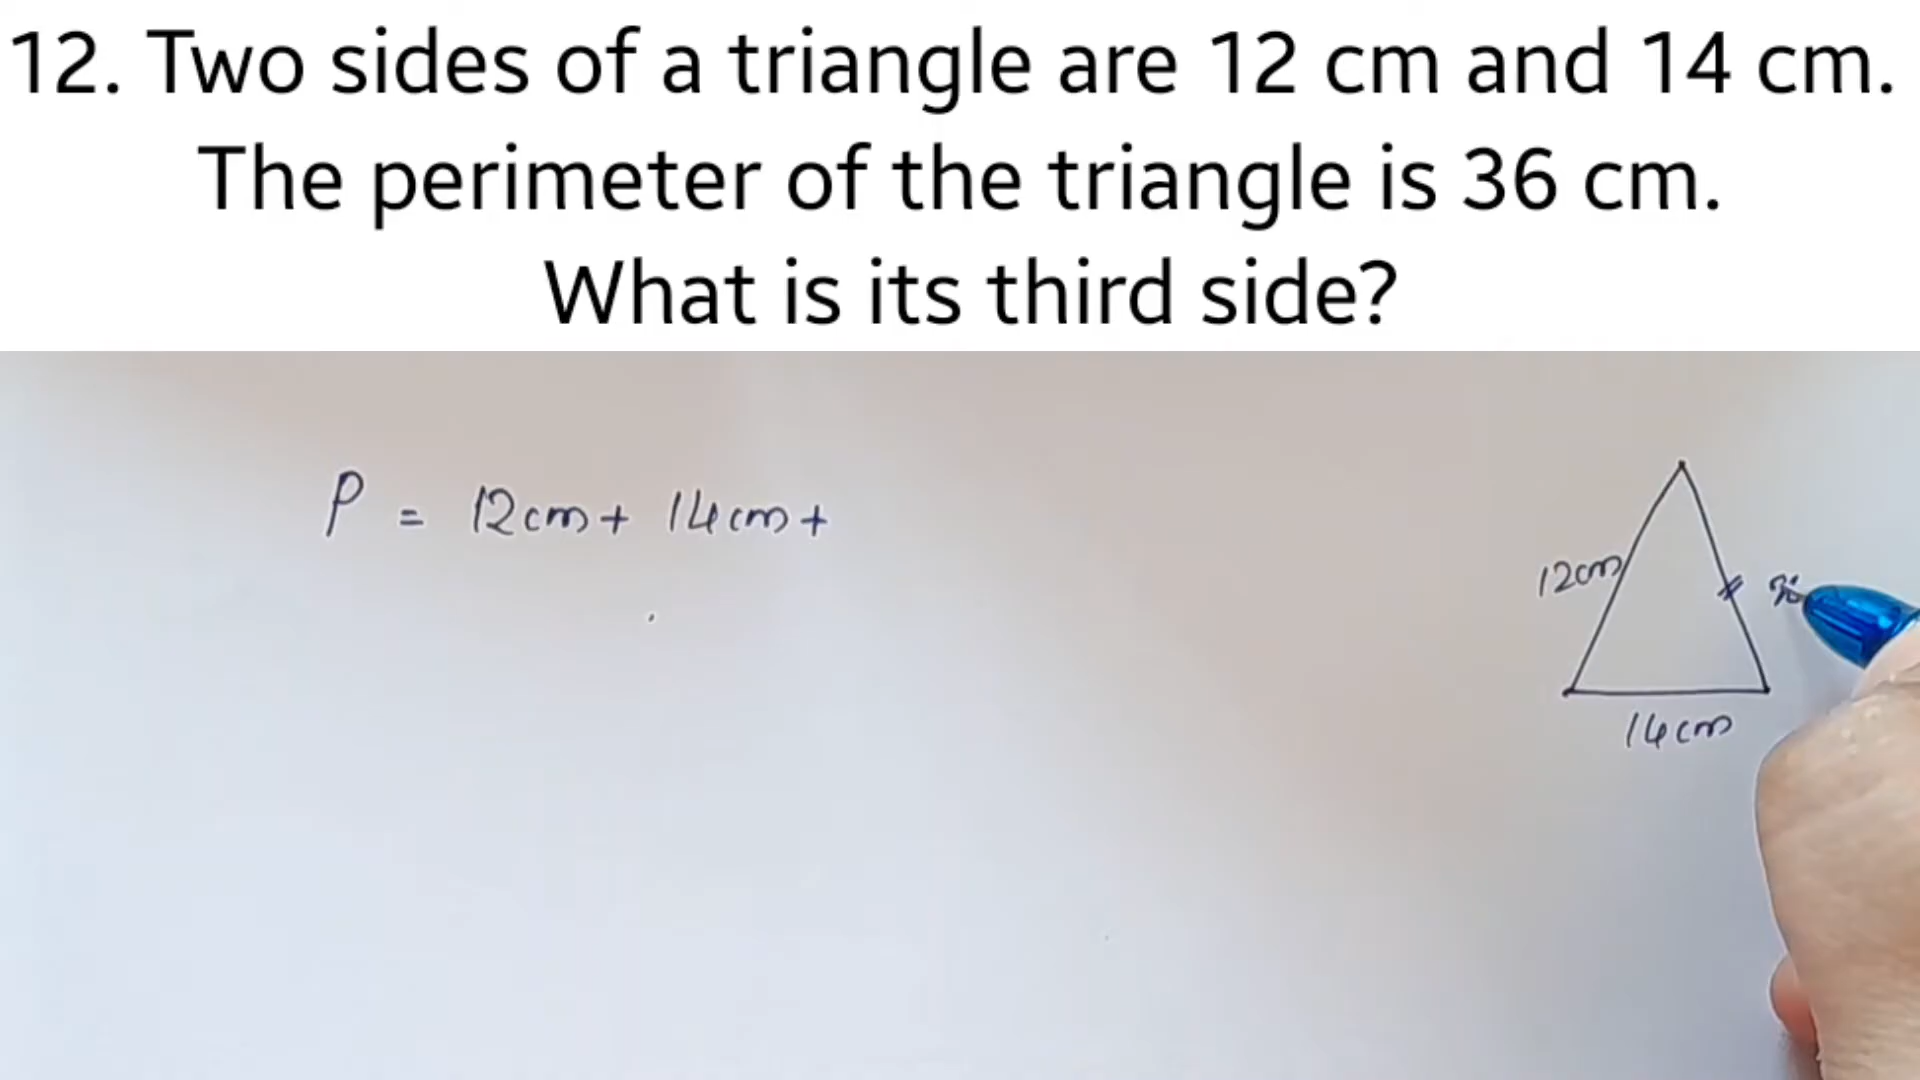 12. Two sides of a triangle are 12 cm and 14 cm.
The perimeter of the triangle is 36 cm.
What is its third side?
P = 12cm + 14cm +
12cm
14cm